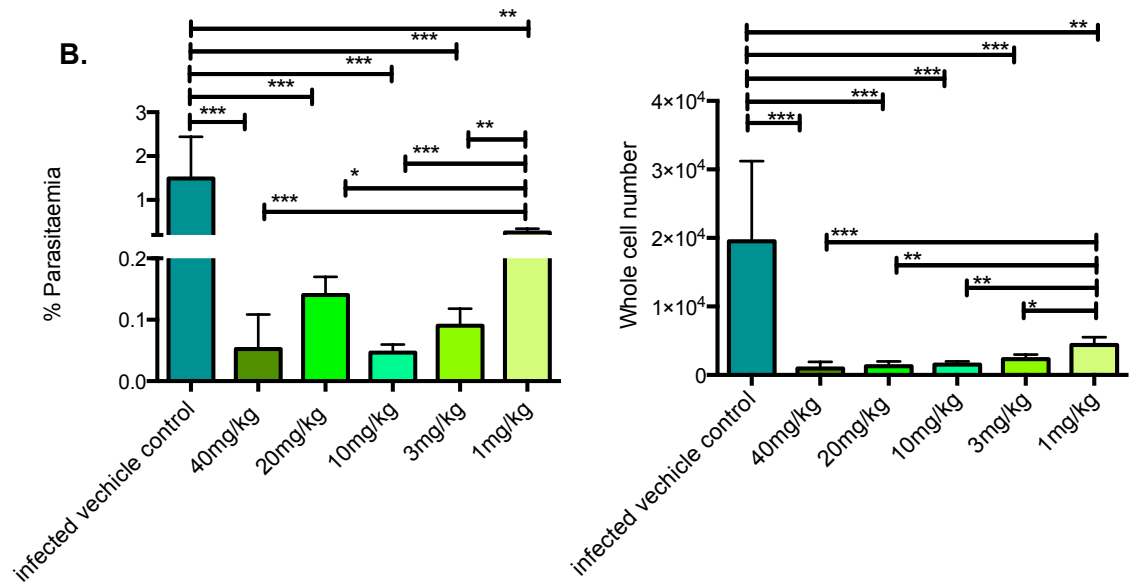 B.
**
***
***
***
***
**
***
*
***
% Parasitaemia
3
2
1
0.2
0.1
0.0
infected vechicle control
40mg/kg
20mg/kg
10mg/kg
3mg/kg
1mg/kg
**
***
***
***
***
***
**
**
*
Whole cell number
4×10⁴
3×10⁴
2×10⁴
1×10⁴
0
infected vechicle control
40mg/kg
20mg/kg
10mg/kg
3mg/kg
1mg/kg